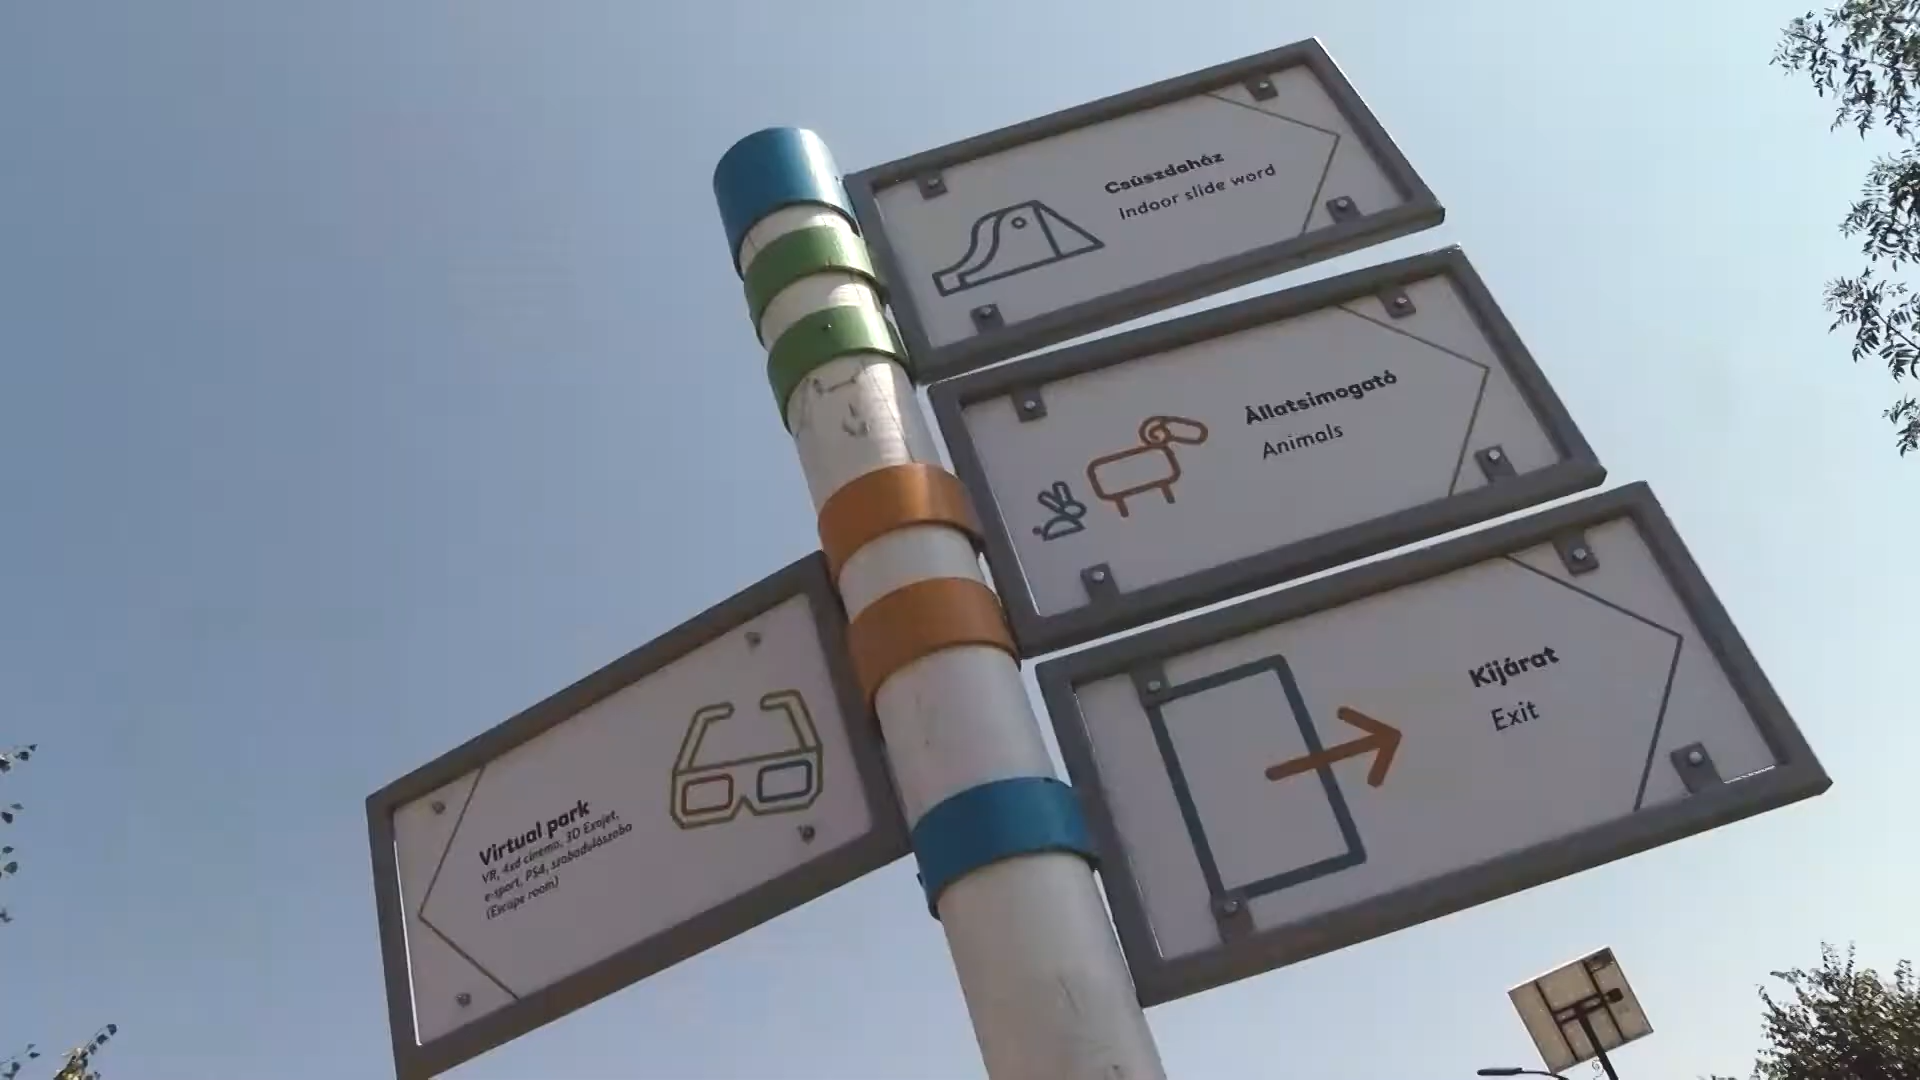 Csúszdaház
Indoor slide word
Állatsimogató
Animals
Kijárat
Exit
Virtual park
VR, 4xd cinema, 3D Exojet,
e-sport, PS4, szabadulószoba
(Escape room)